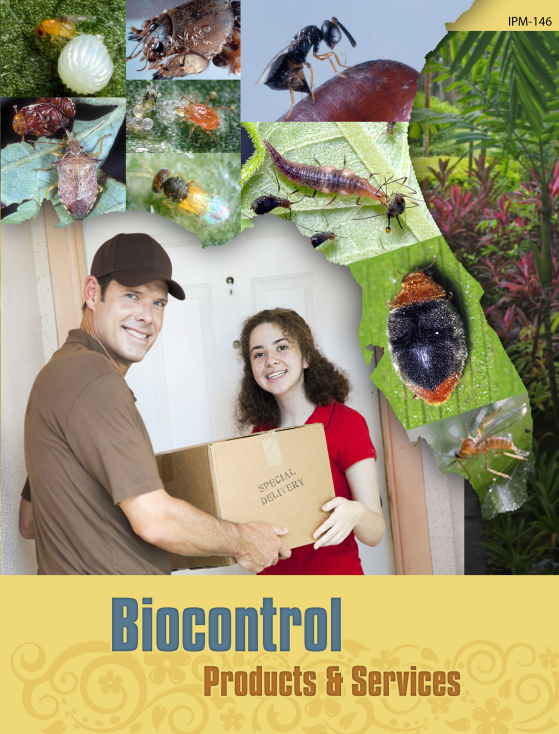 IPM-146
SPECIAL
DELIVERY
Biocontrol
Products & Services